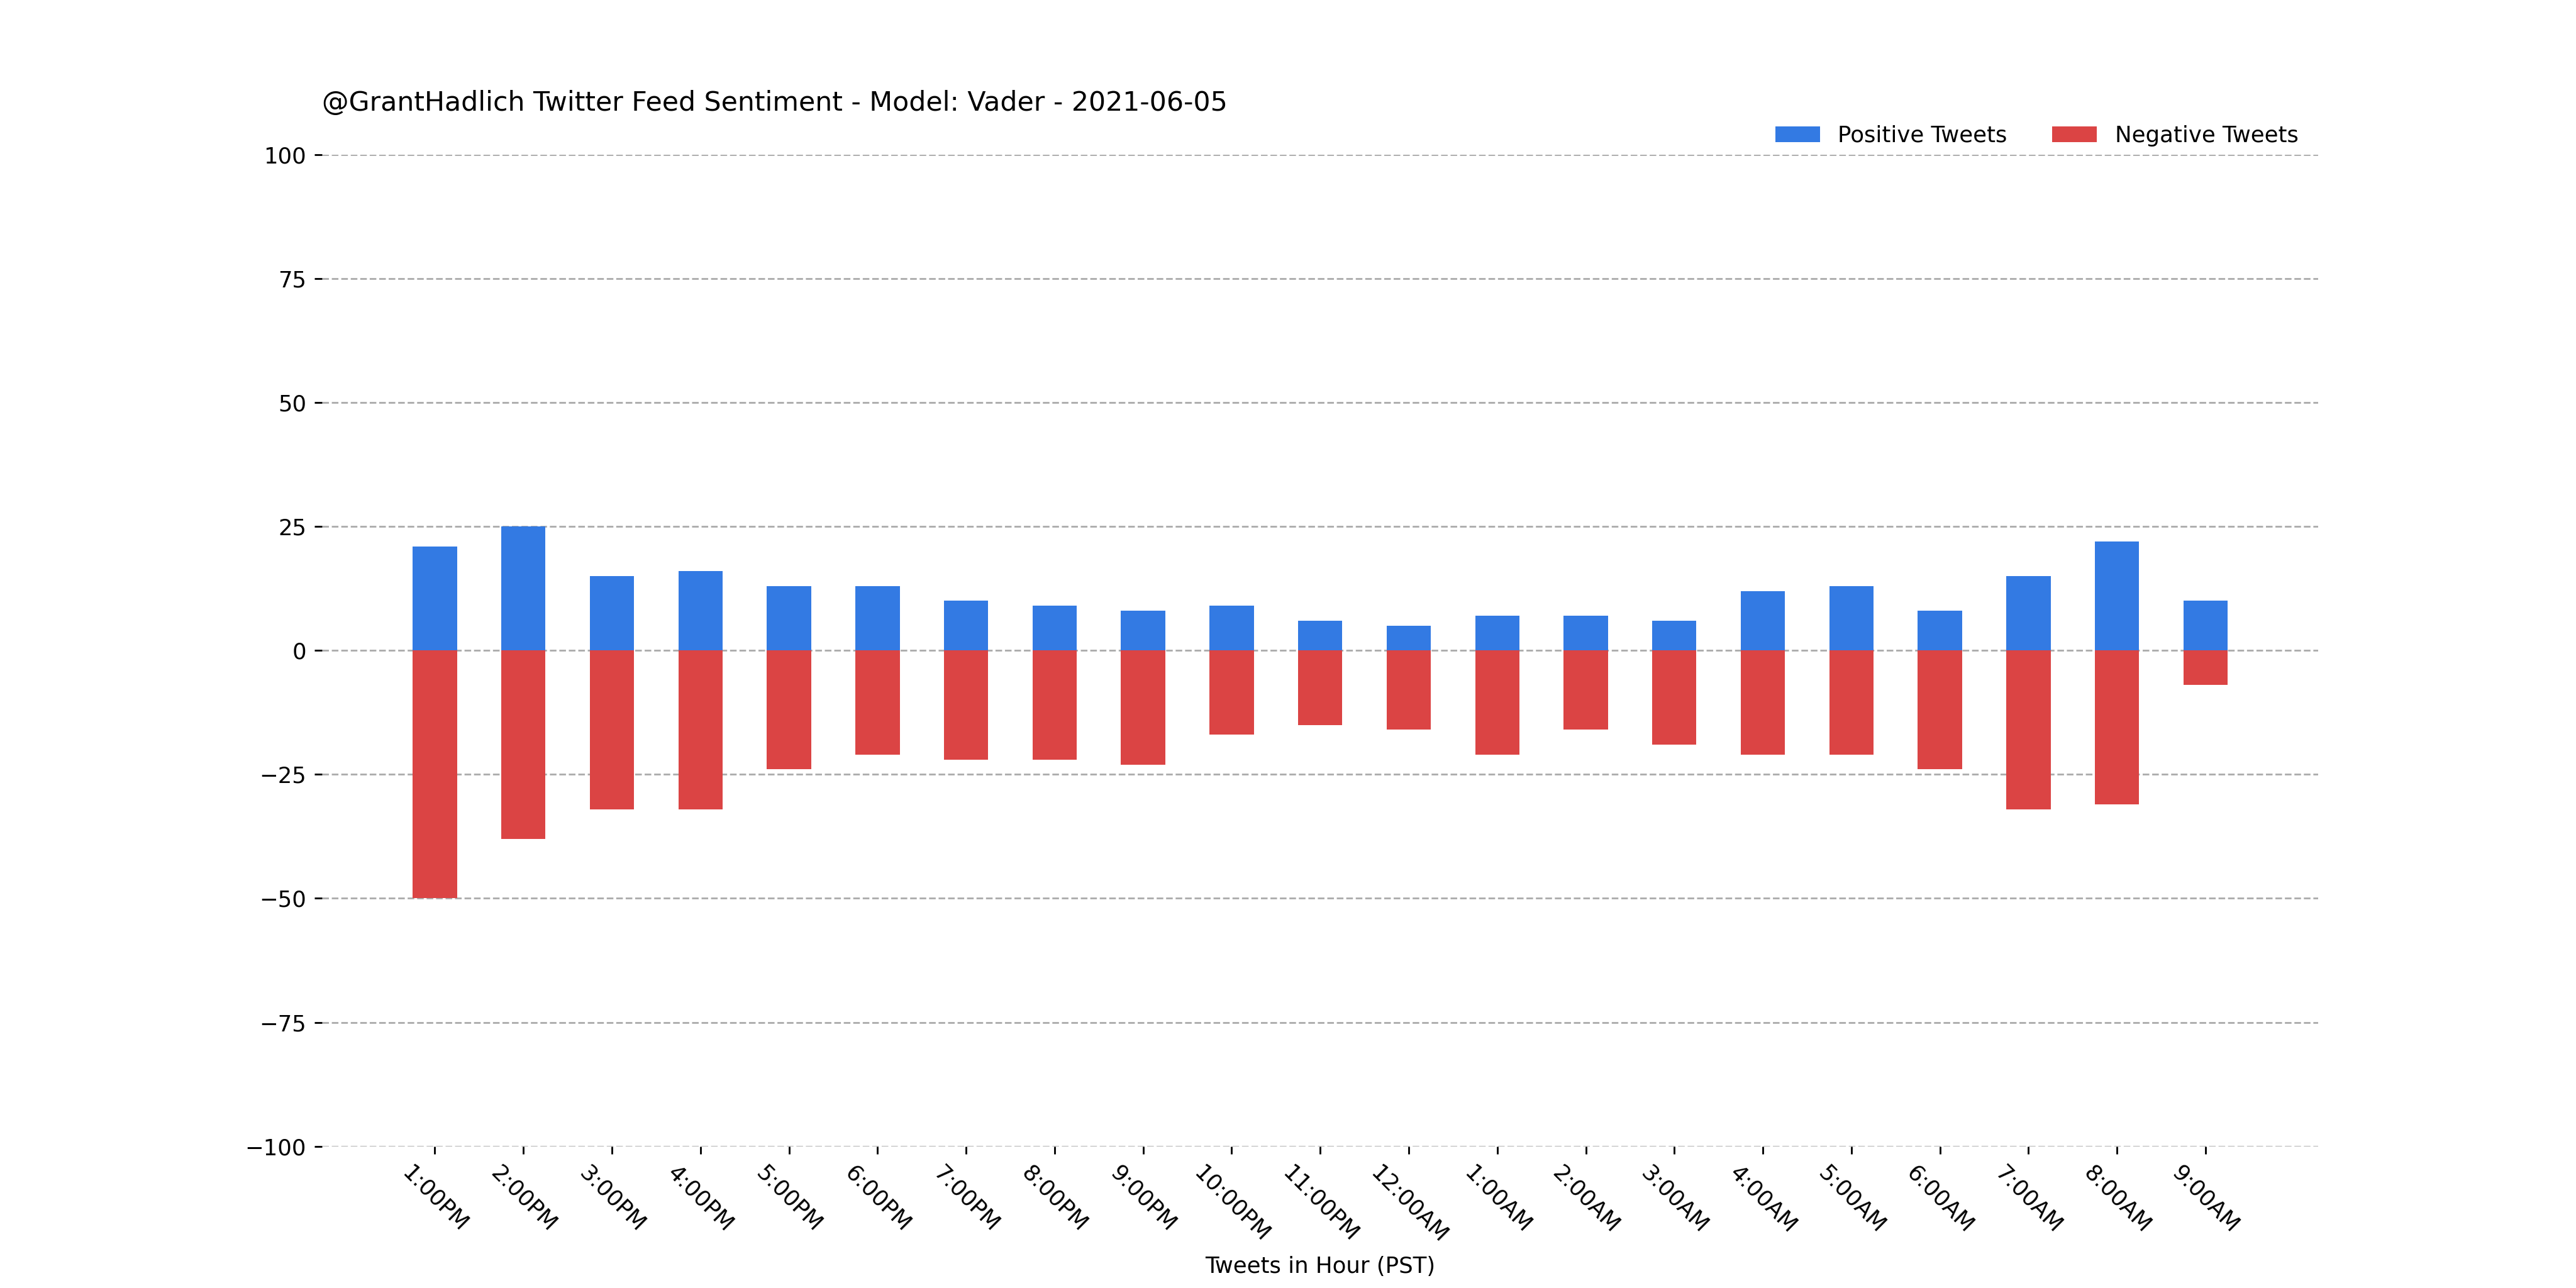 @GrantHadlich Twitter Feed Sentiment - Model: Vader - 2021-06-05
Positive Tweets
Negative Tweets
100
75
50
25
0
−25
−50
−75
−100
1:00PM
2:00PM
3:00PM
4:00PM
5:00PM
6:00PM
7:00PM
8:00PM
9:00PM
10:00PM
11:00PM
12:00AM
1:00AM
2:00AM
3:00AM
4:00AM
5:00AM
6:00AM
7:00AM
8:00AM
9:00AM
Tweets in Hour (PST)